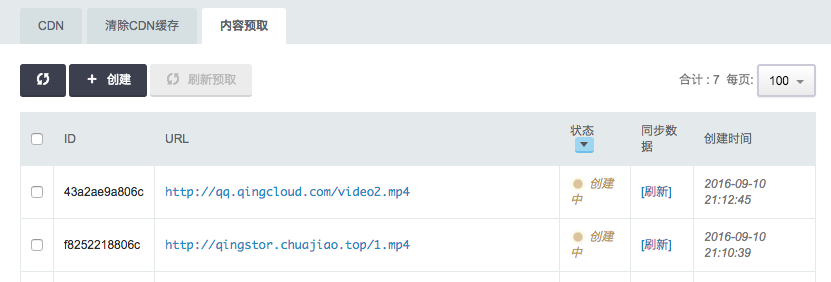 CDN 清除CDN缓存 内容预取
+ 创建 刷新预取 合计 : 7 每页: 100
ID URL 状态 同步数据 创建时间
43a2ae9a806c http://qq.qingcloud.com/video2.mp4 创建中 [刷新] 2016-09-10 21:12:45
f8252218806c http://qingstor.chuajiao.top/1.mp4 创建中 [刷新] 2016-09-10 21:10:39